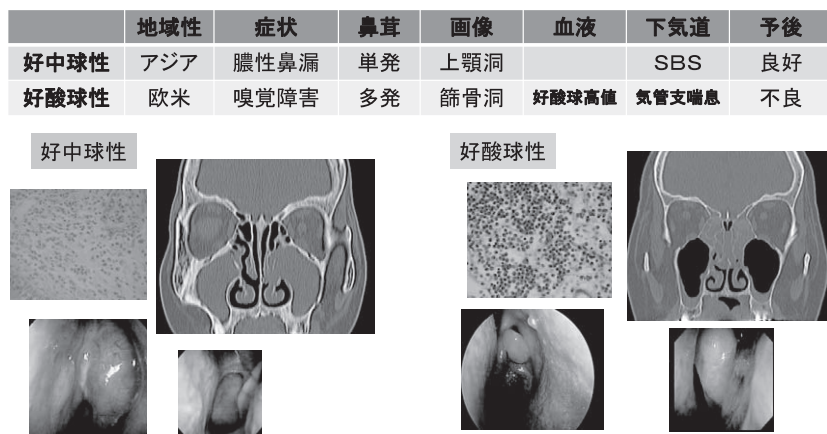 地域性 症状 鼻茸 画像 血液 下気道 予後
好中球性 アジア 膿性鼻漏 単発 上顎洞 SBS 良好
好酸球性 欧米 嗅覚障害 多発 篩骨洞 好酸球高値 気管支喘息 不良
好中球性
好酸球性